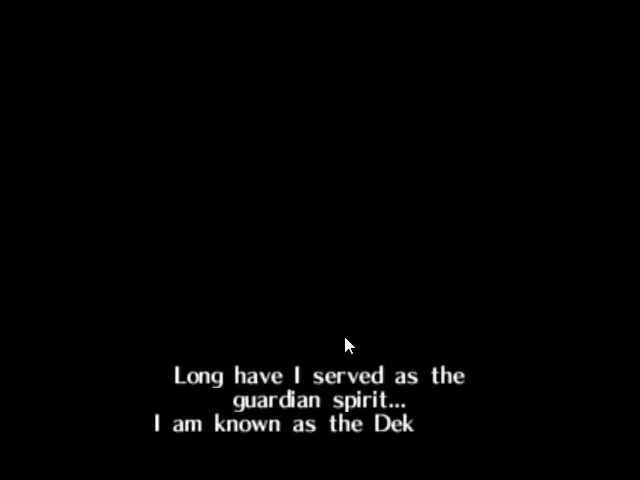 Long have I served as the
guardian spirit...
I am known as the Dek